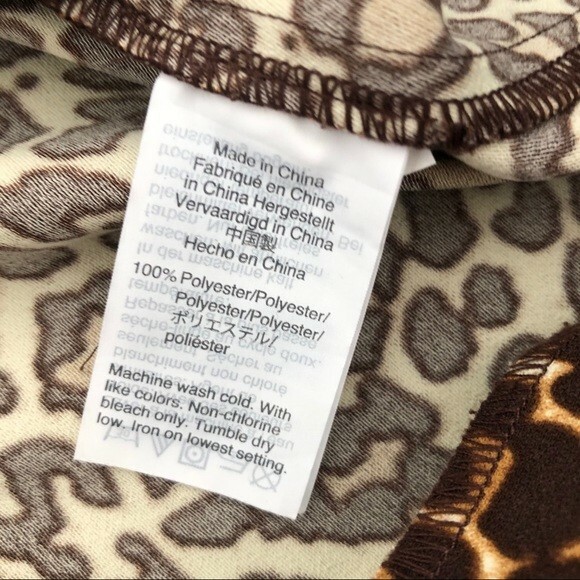 Made in China
Fabriqué en Chine
in China Hergestellt
Vervaardigd in China
中国製
Hecho en China
100% Polyester/Polyester/
Polyester/Polyester/
ポリエステル/
poliéster
Machine wash cold. With
like colors. Non-chlorine
bleach only. Tumble dry
low. Iron on lowest setting.